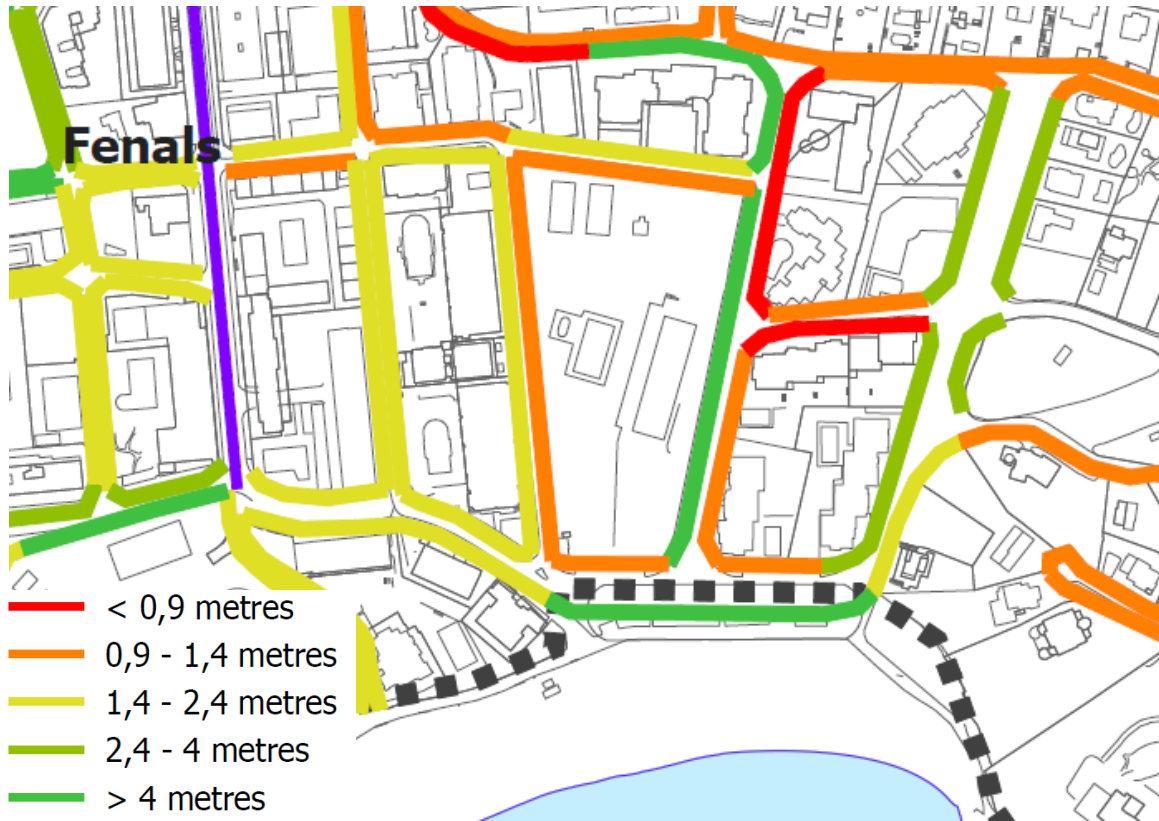 Fenals
< 0,9 metres
0,9 - 1,4 metres
1,4 - 2,4 metres
2,4 - 4 metres
> 4 metres